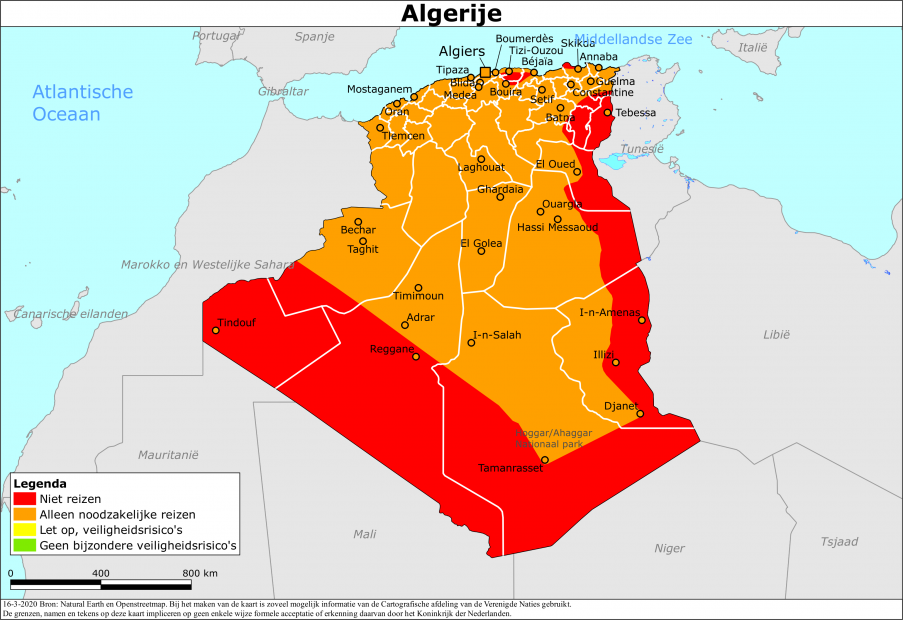 Algerije
Portugal
Spanje
Middellandse Zee
Italië
Boumerdès
Skikda
Tizi-Ouzou
Algiers
Annaba
Béjaïa
Tipaza
Blida
Guelma
Mostaganem
Medea
Bouira
Constantine
Setif
Atlantische
Oceaan
Gibraltar
Oran
Batna
Tebessa
Tlemcen
Tunesië
Laghouat
El Oued
Ghardaia
Ouargla
Bechar
Hassi Messaoud
Taghit
El Golea
Marokko en Westelijke Sahara
Timimoun
Canarische eilanden
Tindouf
Adrar
I-n-Amenas
I-n-Salah
Libië
Reggane
Illizi
Djanet
Hoggar/Ahaggar
Nationaal park
Mauritanië
Tamanrasset
Legenda
Niet reizen
Alleen noodzakelijke reizen
Let op, veiligheidsrisico's
Geen bijzondere veiligheidsrisico's
Mali
Niger
Tsjaad
0 400 800 km
16-3-2020 Bron: Natural Earth en Openstreetmap. Bij het maken van de kaart is zoveel mogelijk informatie van de Cartografische afdeling van de Verenigde Naties gebruikt.
De grenzen, namen en tekens op deze kaart impliceren op geen enkele wijze formele acceptatie of erkenning daarvan door het Koninkrijk der Nederlanden.